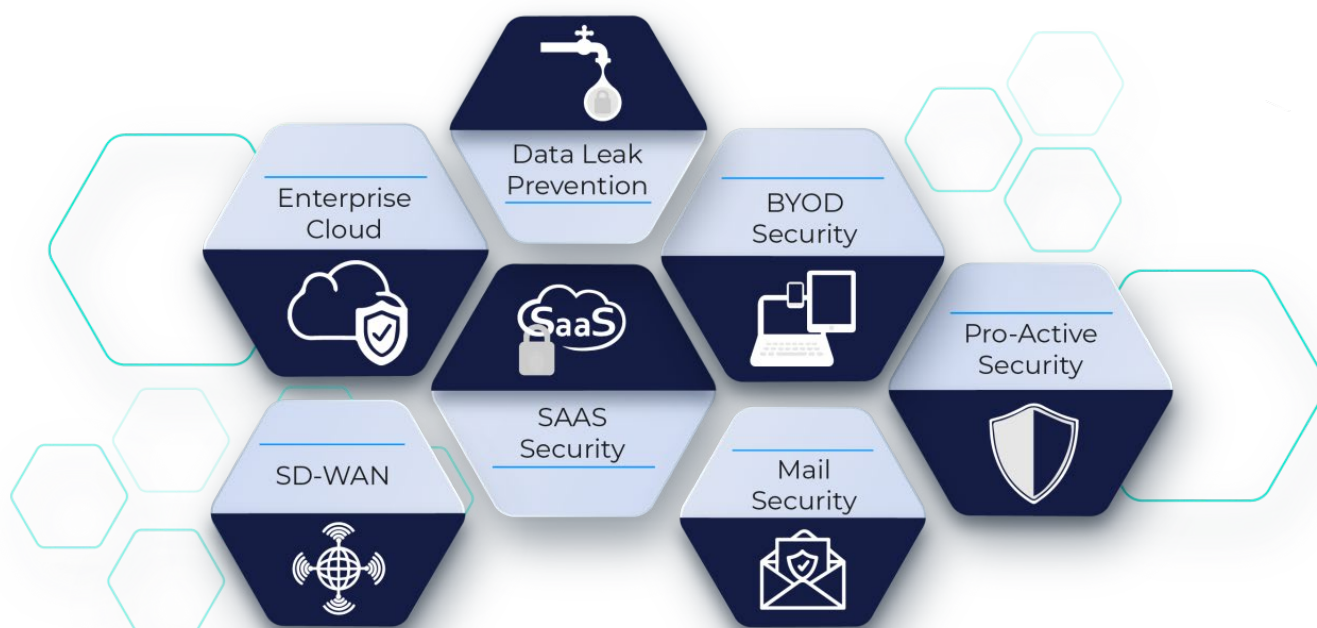 Data Leak
Prevention
Enterprise
Cloud
BYOD
Security
SaaS
Pro-Active
Security
SAAS
Security
SD-WAN
Mail
Security